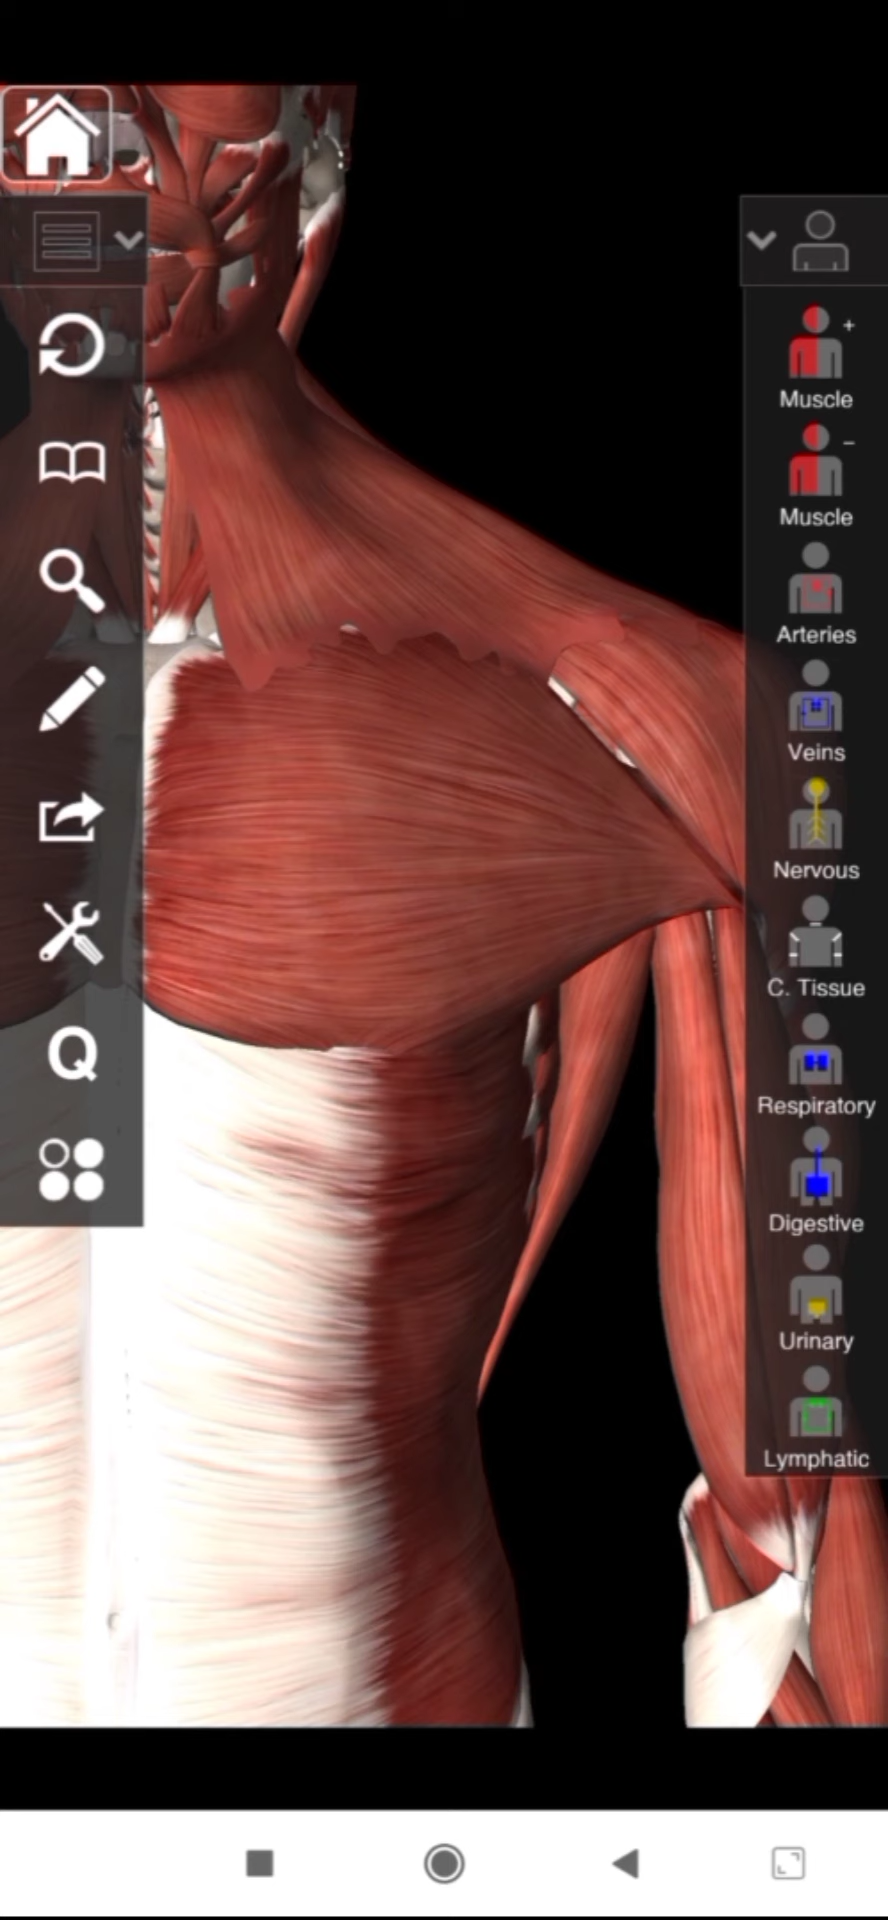 Muscle
Muscle
Arteries
Veins
Nervous
C. Tissue
Respiratory
Q
Digestive
Urinary
Lymphatic